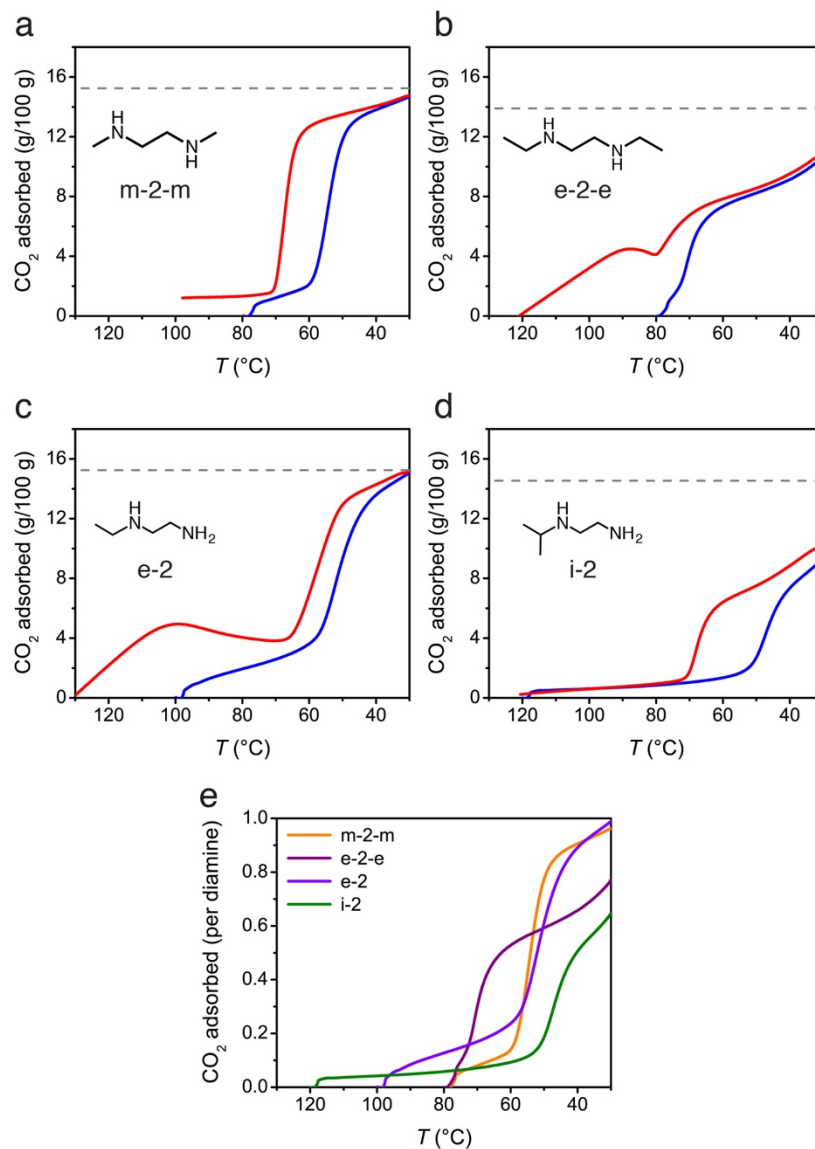 a
CO2 adsorbed (g/100 g)
16
12
8
4
0
H
N
N
H
m-2-m
120 100 80 60 40
T (°C)
b
CO2 adsorbed (g/100 g)
16
12
8
4
0
H
N
N
H
e-2-e
120 100 80 60 40
T (°C)
c
CO2 adsorbed (g/100 g)
16
12
8
4
0
H
N
NH2
e-2
120 100 80 60 40
T (°C)
d
CO2 adsorbed (g/100 g)
16
12
8
4
0
H
N
NH2
i-2
120 100 80 60 40
T (°C)
e
CO2 adsorbed (per diamine)
1.0
0.8
0.6
0.4
0.2
0.0
m-2-m
e-2-e
e-2
i-2
120 100 80 60 40
T (°C)